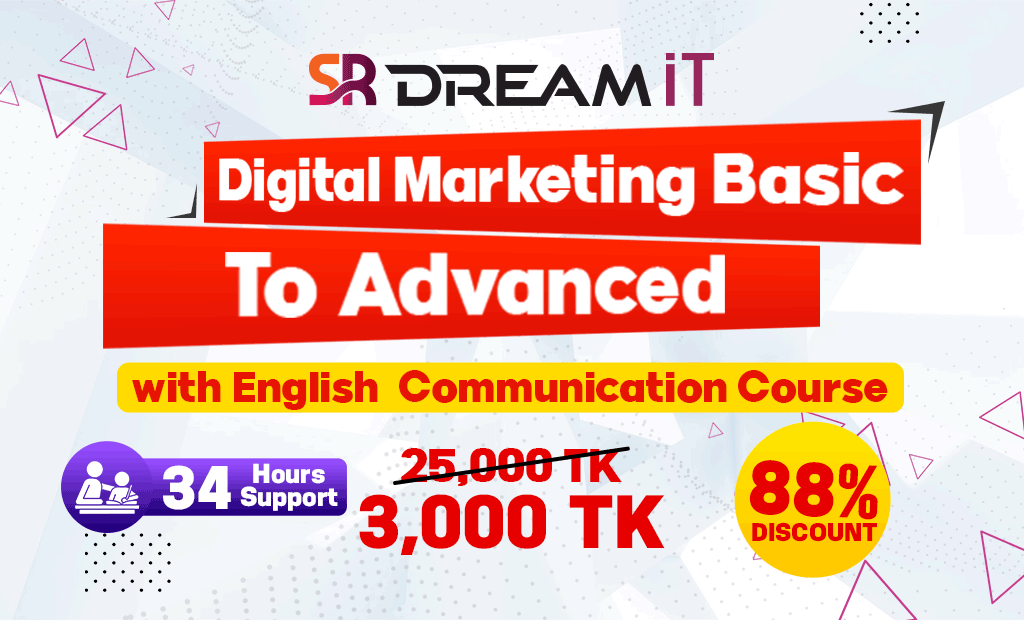 SR DREAM iT
Digital Marketing Basic
To Advanced
with English Communication Course
34 Hours
Support
25,000 TK
3,000 TK
88%
DISCOUNT